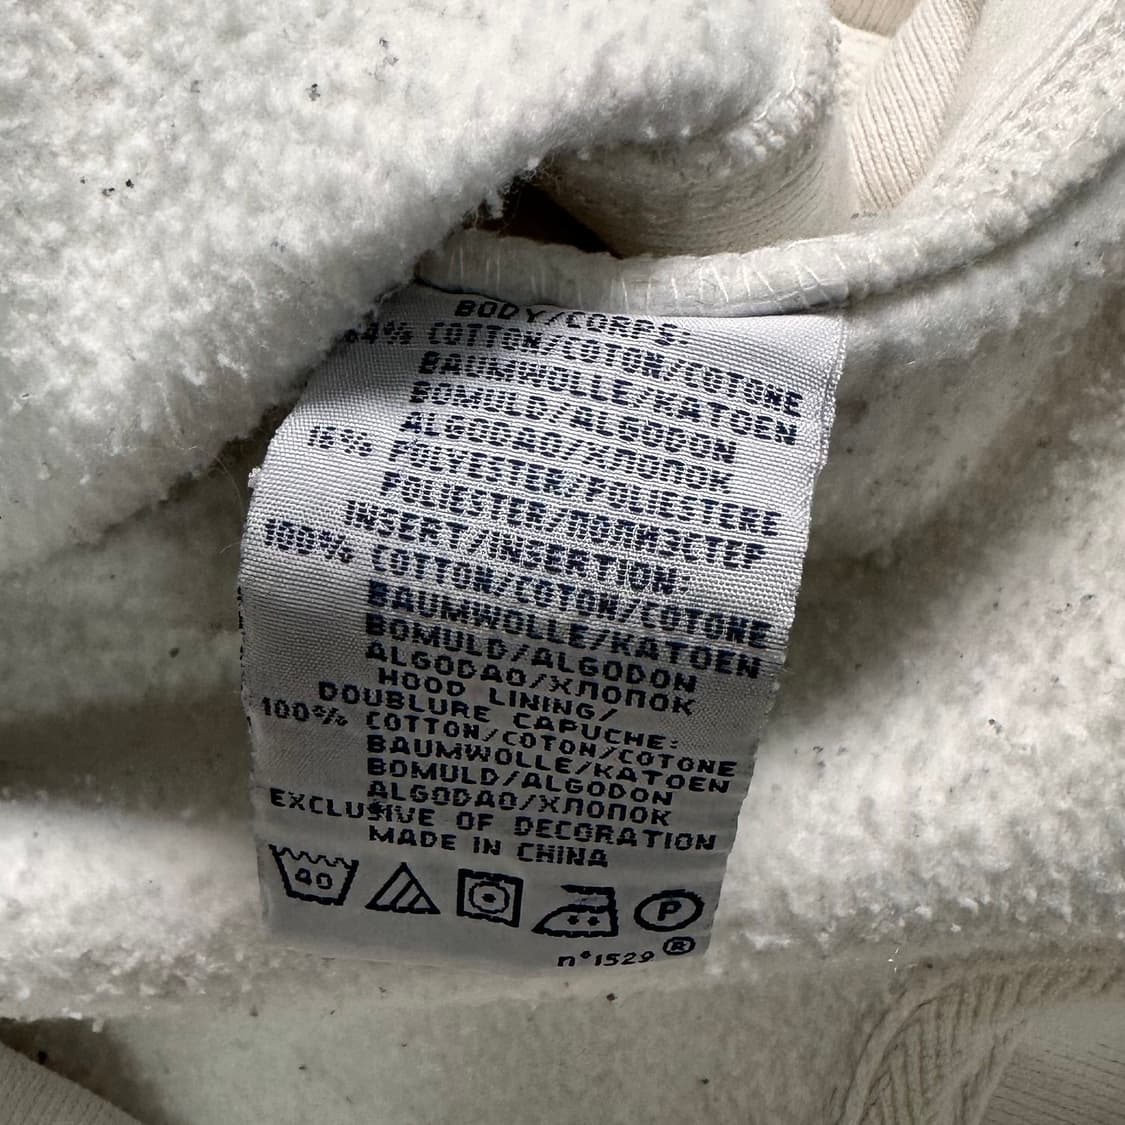 BODY/CORPS:
84% COTTON/COTON/COTONE
BAUMWOLLE/KATOEN
BOMULD/ALGODON
ALGODAO/ХЛОПОК
16% POLYESTER/POLIESTERE
POLIESTER/ПОЛИЭСТЕР
INSERT/INSERTION:
100% COTTON/COTON/COTONE
BAUMWOLLE/KATOEN
BOMULD/ALGODON
ALGODAO/ХЛОПОК
HOOD LINING/
DOUBLURE CAPUCHE:
100% COTTON/COTON/COTONE
BAUMWOLLE/KATOEN
BOMULD/ALGODON
ALGODAO/ХЛОПОК
EXCLUSIVE OF DECORATION
MADE IN CHINA
40 P
n°1529 ®